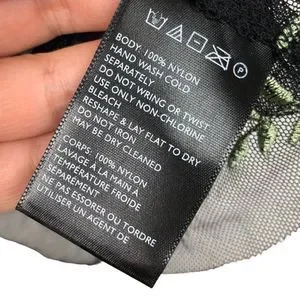 BODY: 100% NYLON
HAND WASH COLD
SEPARATELY
DO NOT WRING OR TWIST
USE ONLY NON-CHLORINE
BLEACH
RESHAPE & LAY FLAT TO DRY
DO NOT IRON
MAY BE DRY CLEANED
CORPS: 100% NYLON
LAVAGE À LA MAIN À
TEMPÉRATURE FROIDE
UNE PAS ESSORER OU TORDRE
UTILISER UN AGENT DE